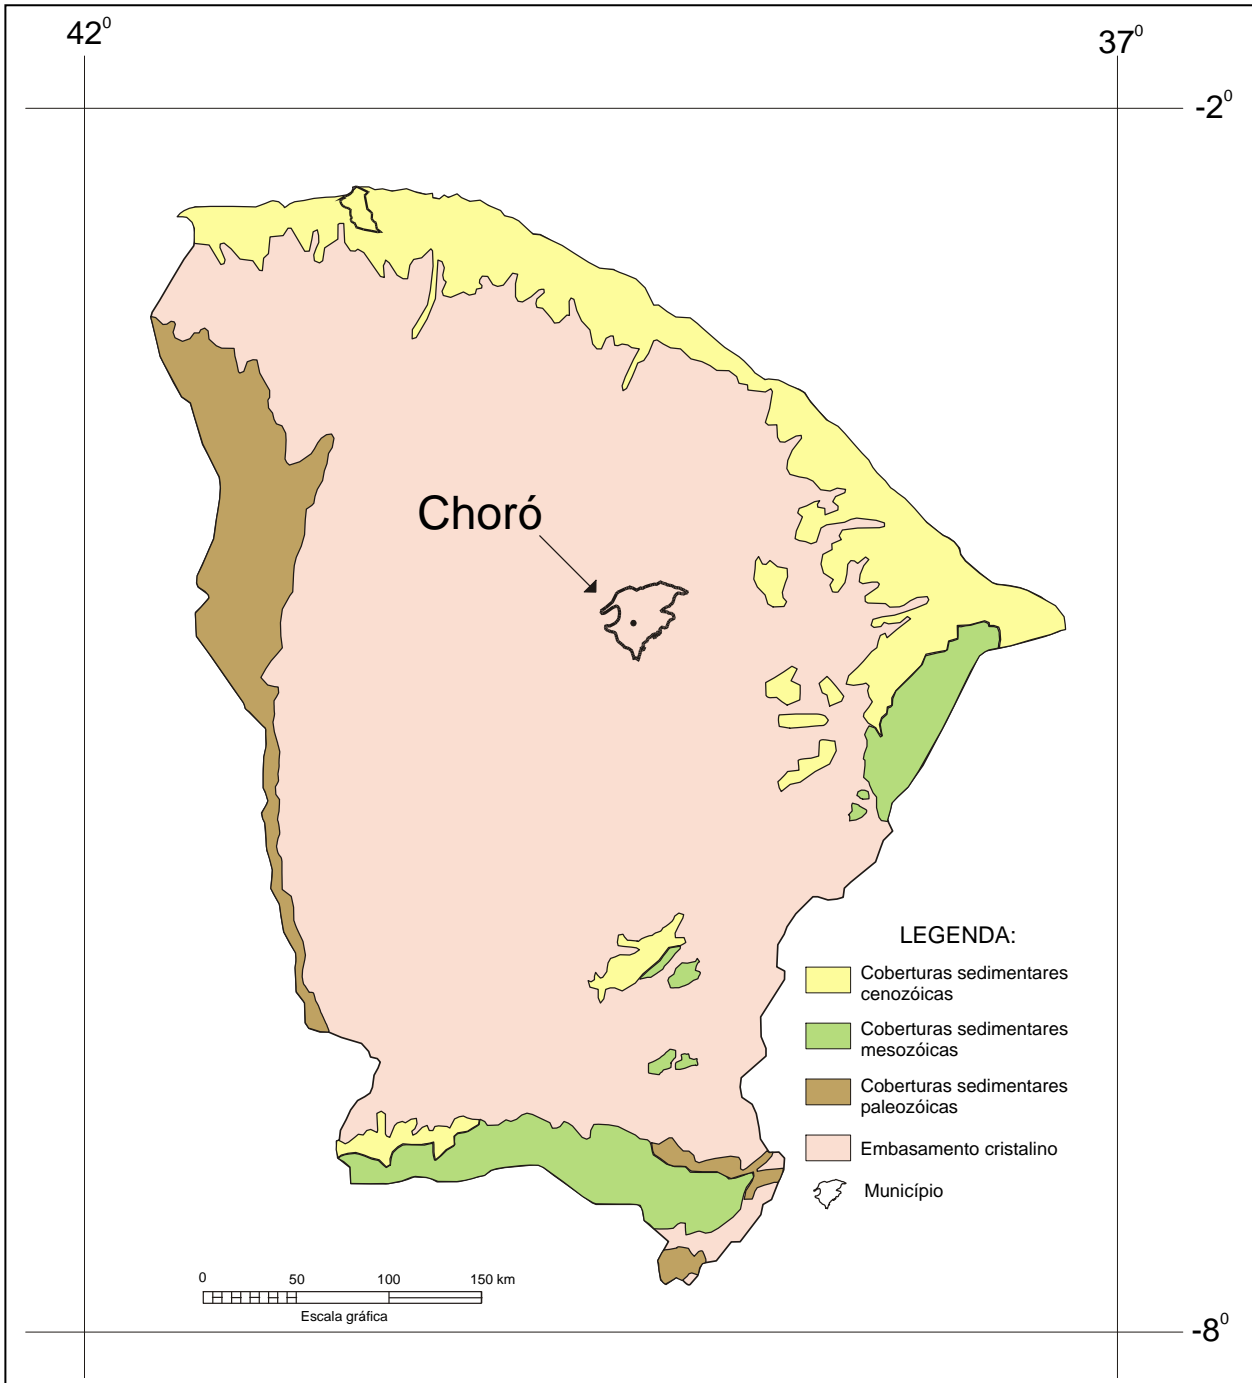 42⁰
37⁰
-2⁰
Choró
LEGENDA:
Coberturas sedimentares
cenozóicas
Coberturas sedimentares
mesozóicas
Coberturas sedimentares
paleozóicas
Embasamento cristalino
Município
0 50 100 150 km
Escala gráfica
-8⁰